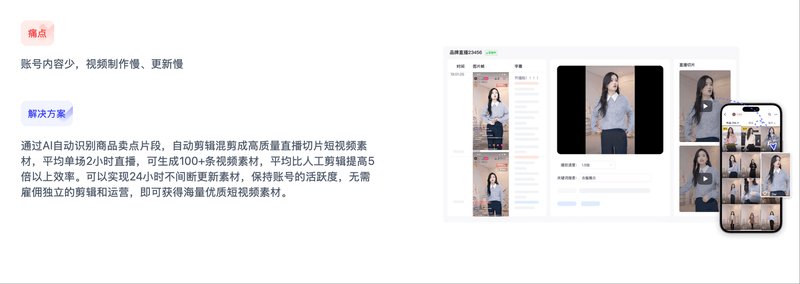 痛点
账号内容少，视频制作慢、更新慢
解决方案
通过AI自动识别商品卖点片段，自动剪辑混剪成高质量直播切片短视频素
材，平均单场2小时直播，可生成100+条视频素材，平均比人工剪辑提高5
倍以上效率。可以实现24小时不间断更新素材，保持账号的活跃度，无需
雇佣独立的剪辑和运营，即可获得海量优质短视频素材。
品牌直播23456
时间
图片帧
字幕
直播切片